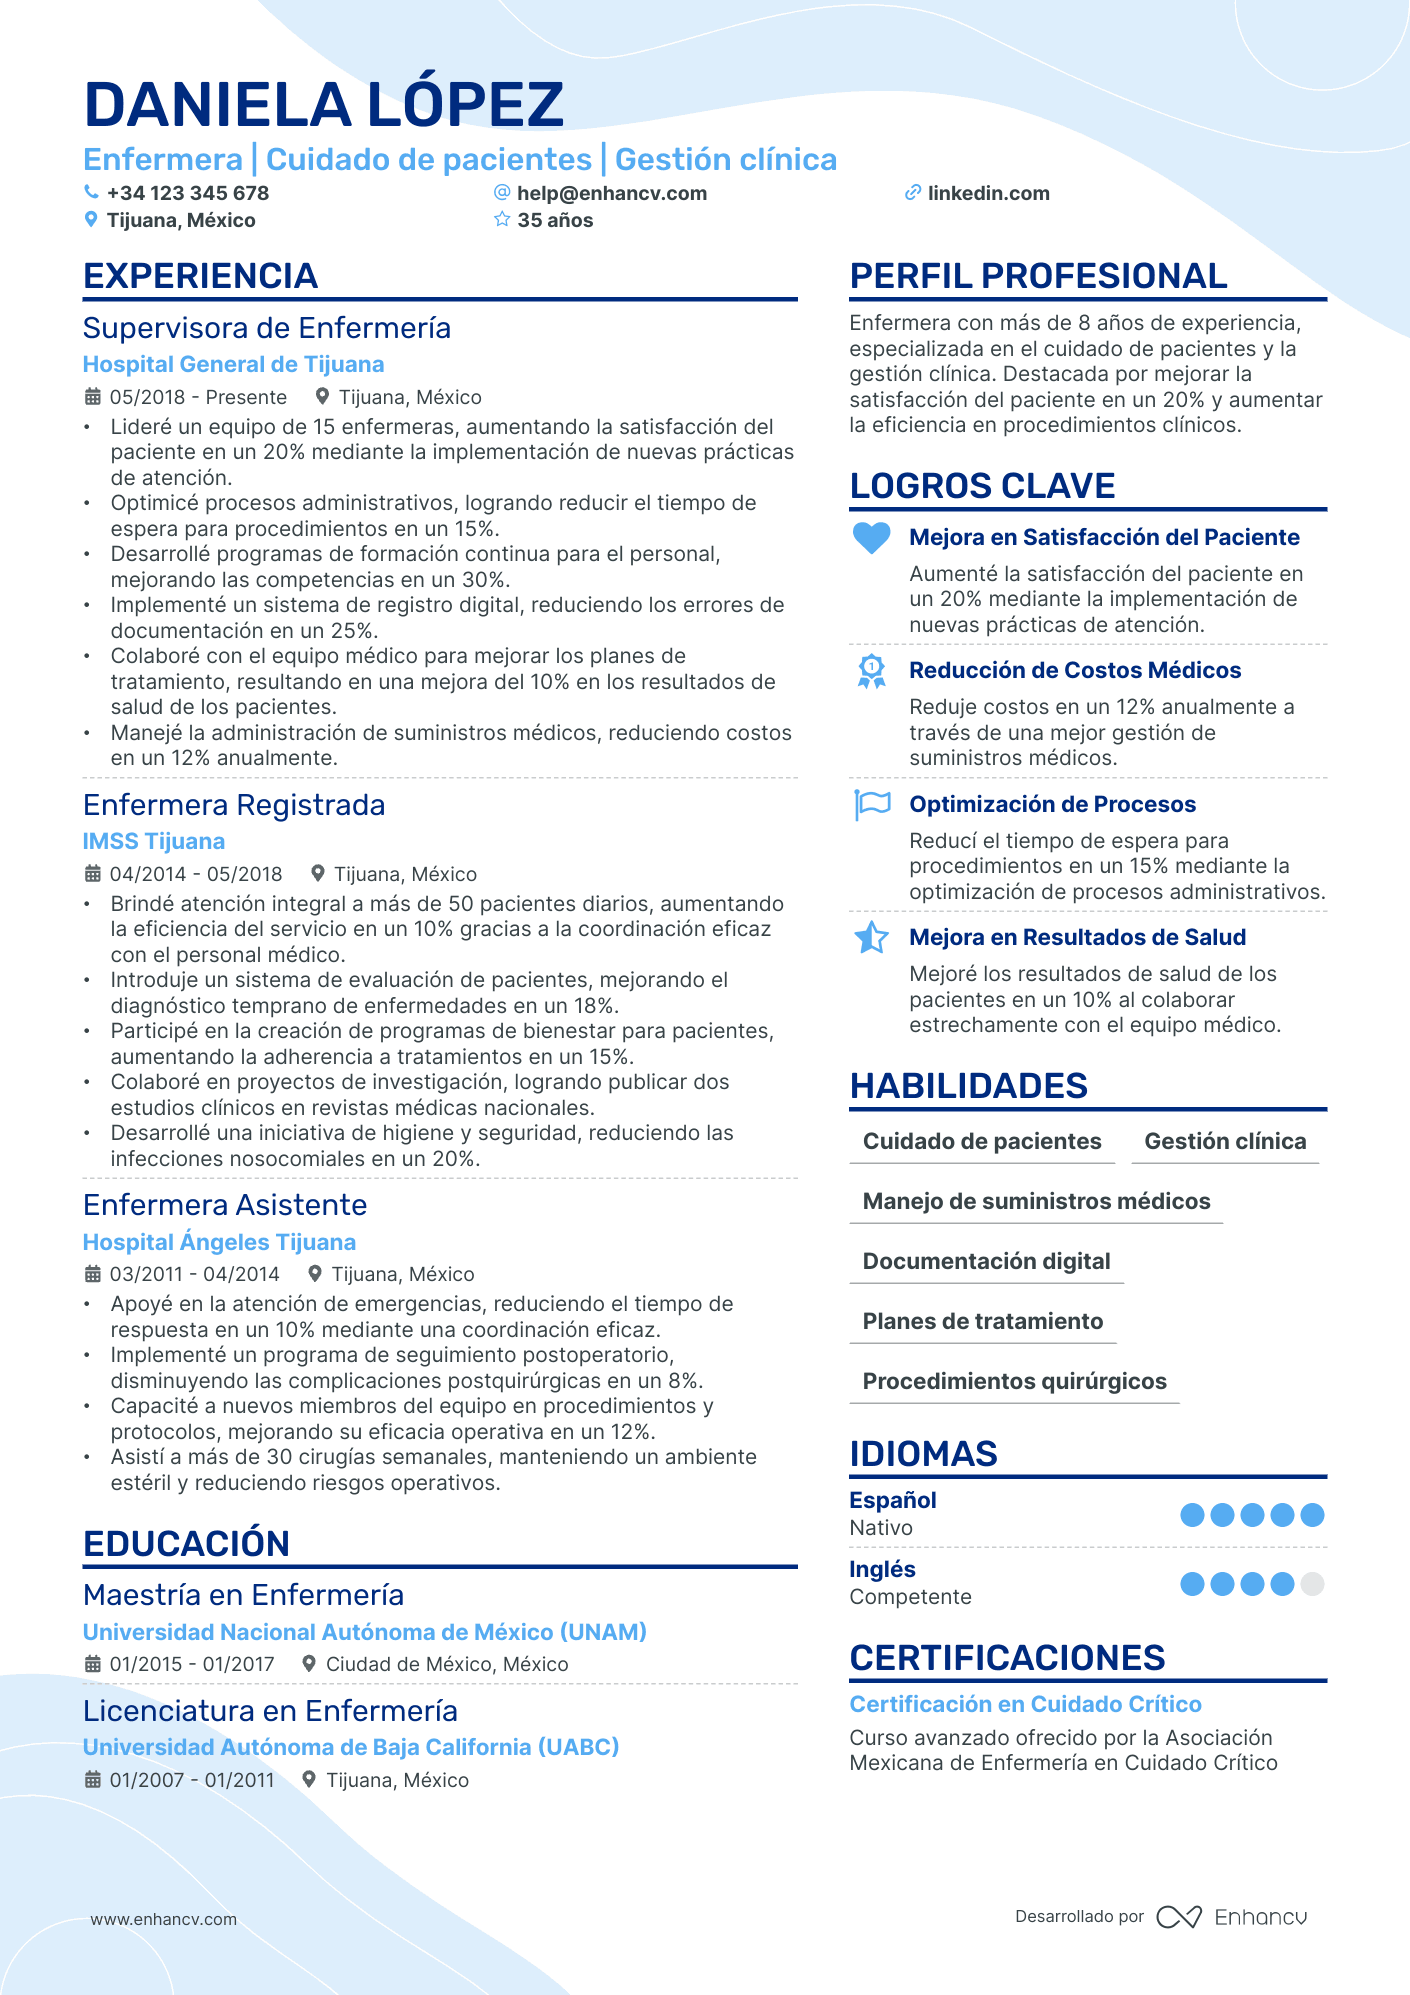 DANIELA LÓPEZ
Enfermera | Cuidado de pacientes | Gestión clínica
+34 123 345 678
help@enhancv.com
linkedin.com
Tijuana, México
35 años
EXPERIENCIA
Supervisora de Enfermería
Hospital General de Tijuana
05/2018 - Presente Tijuana, México
• Lideré un equipo de 15 enfermeras, aumentando la satisfacción del
paciente en un 20% mediante la implementación de nuevas prácticas
de atención.
• Optimicé procesos administrativos, logrando reducir el tiempo de
espera para procedimientos en un 15%.
• Desarrollé programas de formación continua para el personal,
mejorando las competencias en un 30%.
• Implementé un sistema de registro digital, reduciendo los errores de
documentación en un 25%.
• Colaboré con el equipo médico para mejorar los planes de
tratamiento, resultando en una mejora del 10% en los resultados de
salud de los pacientes.
• Manejé la administración de suministros médicos, reduciendo costos
en un 12% anualmente.
Enfermera Registrada
IMSS Tijuana
04/2014 - 05/2018 Tijuana, México
• Brindé atención integral a más de 50 pacientes diarios, aumentando
la eficiencia del servicio en un 10% gracias a la coordinación eficaz
con el personal médico.
• Introduje un sistema de evaluación de pacientes, mejorando el
diagnóstico temprano de enfermedades en un 18%.
• Participé en la creación de programas de bienestar para pacientes,
aumentando la adherencia a tratamientos en un 15%.
• Colaboré en proyectos de investigación, logrando publicar dos
estudios clínicos en revistas médicas nacionales.
• Desarrollé una iniciativa de higiene y seguridad, reduciendo las
infecciones nosocomiales en un 20%.
Enfermera Asistente
Hospital Ángeles Tijuana
03/2011 - 04/2014 Tijuana, México
• Apoyé en la atención de emergencias, reduciendo el tiempo de
respuesta en un 10% mediante una coordinación eficaz.
• Implementé un programa de seguimiento postoperatorio,
disminuyendo las complicaciones postquirúrgicas en un 8%.
• Capacité a nuevos miembros del equipo en procedimientos y
protocolos, mejorando su eficacia operativa en un 12%.
• Asistí a más de 30 cirugías semanales, manteniendo un ambiente
estéril y reduciendo riesgos operativos.
EDUCACIÓN
Maestría en Enfermería
Universidad Nacional Autónoma de México (UNAM)
01/2015 - 01/2017 Ciudad de México, México
Licenciatura en Enfermería
Universidad Autónoma de Baja California (UABC)
01/2007 - 01/2011 Tijuana, México
PERFIL PROFESIONAL
Enfermera con más de 8 años de experiencia,
especializada en el cuidado de pacientes y la
gestión clínica. Destacada por mejorar la
satisfacción del paciente en un 20% y aumentar
la eficiencia en procedimientos clínicos.
LOGROS CLAVE
Mejora en Satisfacción del Paciente
Aumenté la satisfacción del paciente en
un 20% mediante la implementación de
nuevas prácticas de atención.
1
Reducción de Costos Médicos
Reduje costos en un 12% anualmente a
través de una mejor gestión de
suministros médicos.
Optimización de Procesos
Reducí el tiempo de espera para
procedimientos en un 15% mediante la
optimización de procesos administrativos.
Mejora en Resultados de Salud
Mejoré los resultados de salud de los
pacientes en un 10% al colaborar
estrechamente con el equipo médico.
HABILIDADES
Cuidado de pacientes Gestión clínica
Manejo de suministros médicos
Documentación digital
Planes de tratamiento
Procedimientos quirúrgicos
IDIOMAS
Español
Nativo
Inglés
Competente
CERTIFICACIONES
Certificación en Cuidado Crítico
Curso avanzado ofrecido por la Asociación
Mexicana de Enfermería en Cuidado Crítico
www.enhancv.com
Desarrollado por Enhancv